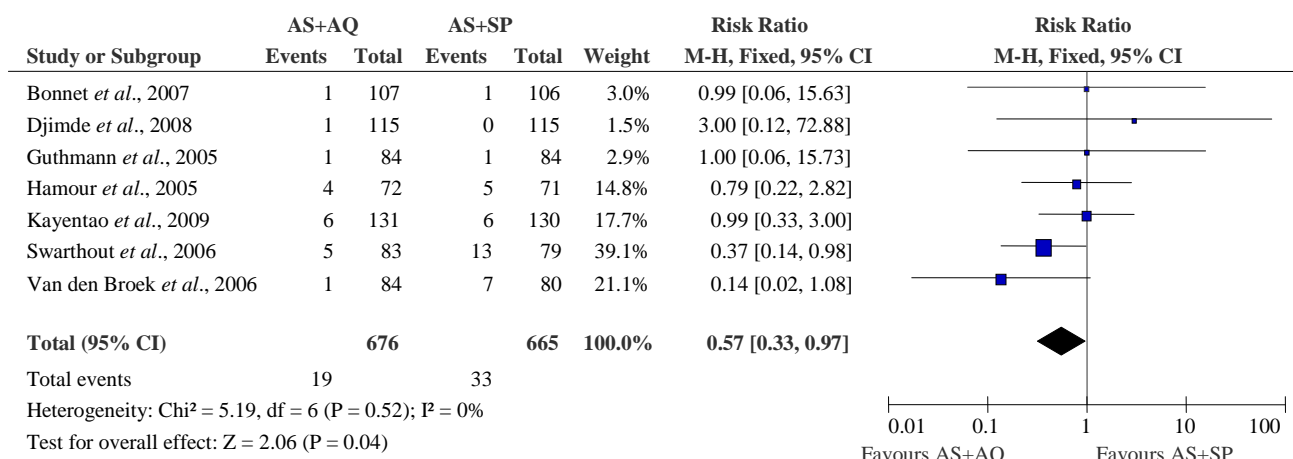 AS+AQ AS+SP Risk Ratio Risk Ratio
Study or Subgroup Events Total Events Total Weight M-H, Fixed, 95% CI M-H, Fixed, 95% CI
Bonnet et al., 2007 1 107 1 106 3.0% 0.99 [0.06, 15.63]
Djimde et al., 2008 1 115 0 115 1.5% 3.00 [0.12, 72.88]
Guthmann et al., 2005 1 84 1 84 2.9% 1.00 [0.06, 15.73]
Hamour et al., 2005 4 72 5 71 14.8% 0.79 [0.22, 2.82]
Kayentao et al., 2009 6 131 6 130 17.7% 0.99 [0.33, 3.00]
Swarthout et al., 2006 5 83 13 79 39.1% 0.37 [0.14, 0.98]
Van den Broek et al., 2006 1 84 7 80 21.1% 0.14 [0.02, 1.08]
Total (95% CI) 676 665 100.0% 0.57 [0.33, 0.97]
Total events 19 33
Heterogeneity: Chi² = 5.19, df = 6 (P = 0.52); I² = 0%
Test for overall effect: Z = 2.06 (P = 0.04)
0.01 0.1 1 10 100
Favours AS+AQ Favours AS+SP